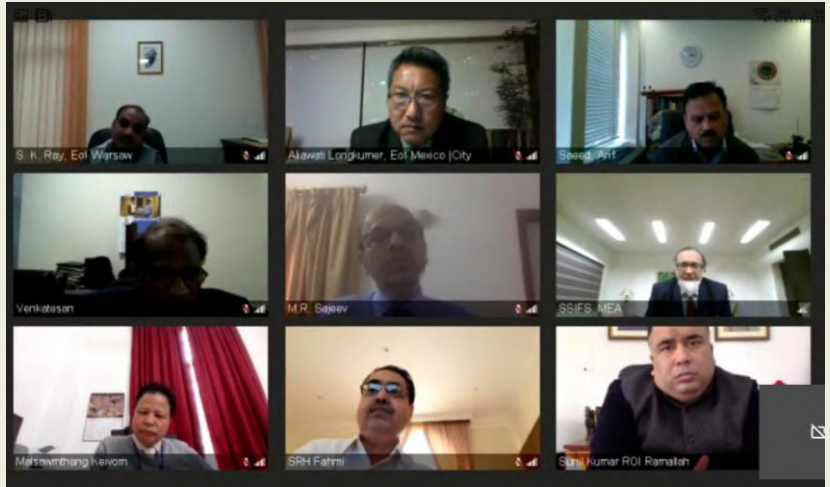 S. K. Ray, EoI Warsaw
Aliawati Longkumer, EoI Mexico |City
Saeed, Arif
Venkatesan
M.R. Sajeev
SSIFS, MEA
Malsawmthang Keivom
SRH Fahmi
Sunil Kumar ROI Ramallah